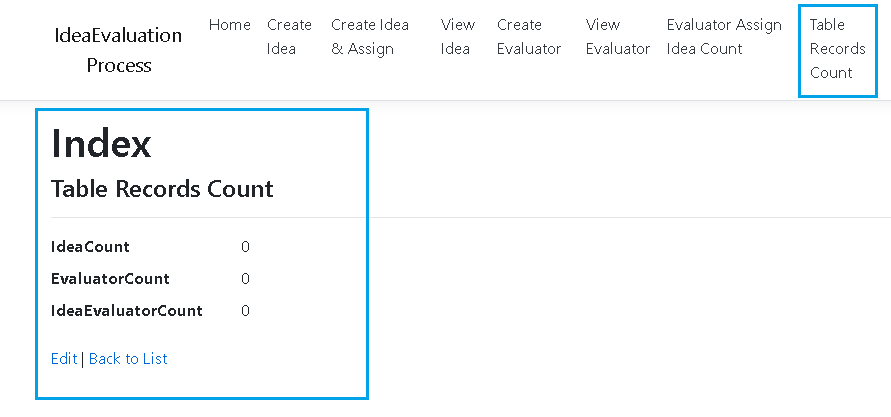 IdeaEvaluation
Process
Home
Create
Idea
Create Idea
& Assign
View
Idea
Create
Evaluator
View
Evaluator
Evaluator Assign
Idea Count
Table
Records
Count
Index
Table Records Count
IdeaCount 0
EvaluatorCount 0
IdeaEvaluatorCount 0
Edit | Back to List